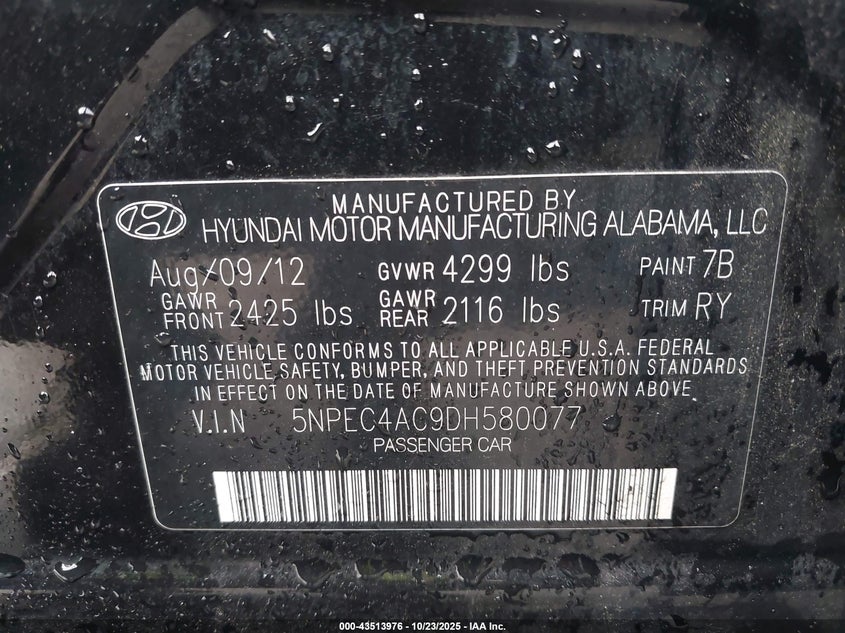 MANUFACTURED BY
HYUNDAI MOTOR MANUFACTURING ALABAMA, LLC
Aug/09/12 GVWR 4299 lbs PAINT 7B
GAWR FRONT 2425 lbs GAWR REAR 2116 lbs TRIM RY
THIS VEHICLE CONFORMS TO ALL APPLICABLE U.S.A. FEDERAL
MOTOR VEHICLE SAFETY, BUMPER, AND THEFT PREVENTION STANDARDS
IN EFFECT ON THE DATE OF MANUFACTURE SHOWN ABOVE.
V.I.N 5NPEC4AC9DH580077
PASSENGER CAR
000-43513976 - 10/23/2025 - IAA Inc.